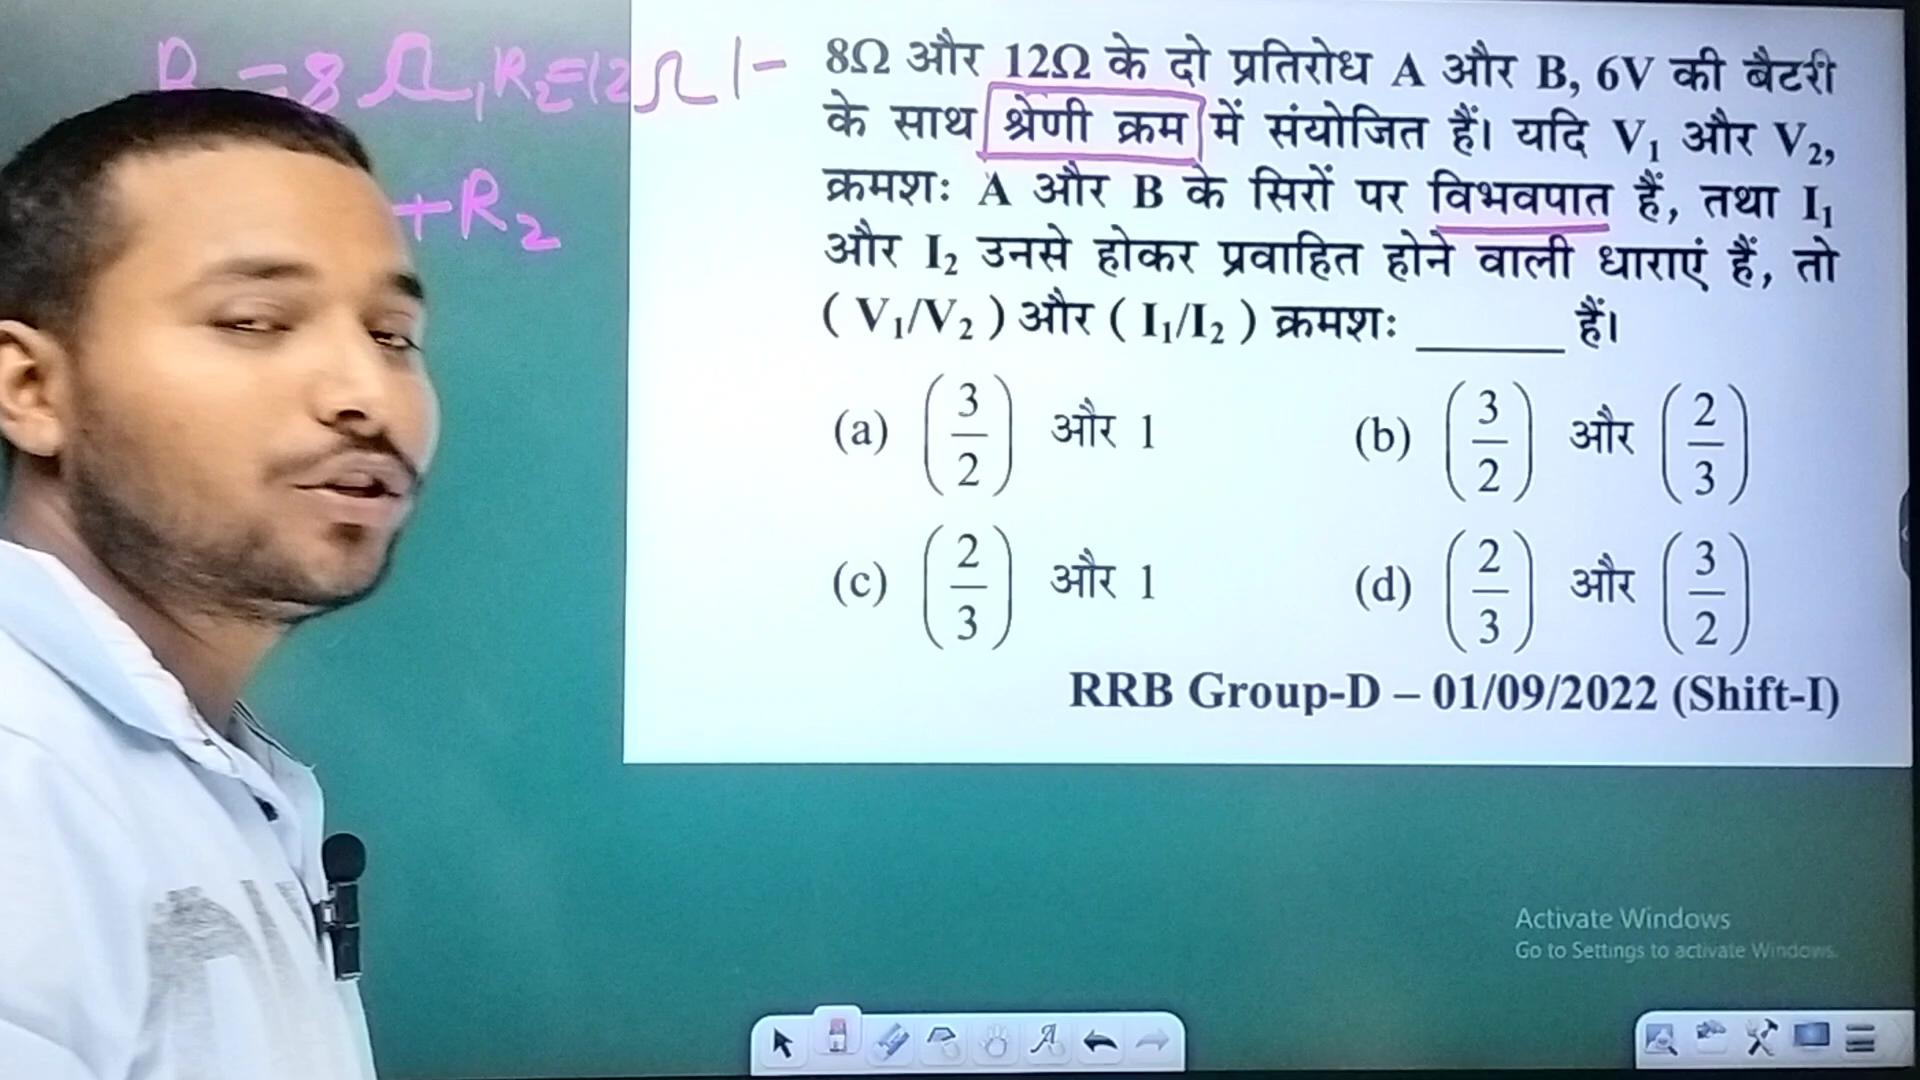 R = 8 Ω, R₂ = 12 Ω
+ R₂
1- 8Ω और 12Ω के दो प्रतिरोध A और B, 6V की बैटरी
के साथ श्रेणी क्रम में संयोजित हैं। यदि V₁ और V₂,
क्रमशः A और B के सिरों पर विभवपात हैं, तथा I₁
और I₂ उनसे होकर प्रवाहित होने वाली धाराएं हैं, तो
( V₁/V₂ ) और ( I₁/I₂ ) क्रमशः ______ हैं।
(a) (3/2) और 1 (b) (3/2) और (2/3)
(c) (2/3) और 1 (d) (2/3) और (3/2)
RRB Group-D – 01/09/2022 (Shift-I)
Activate Windows
Go to Settings to activate Windows.